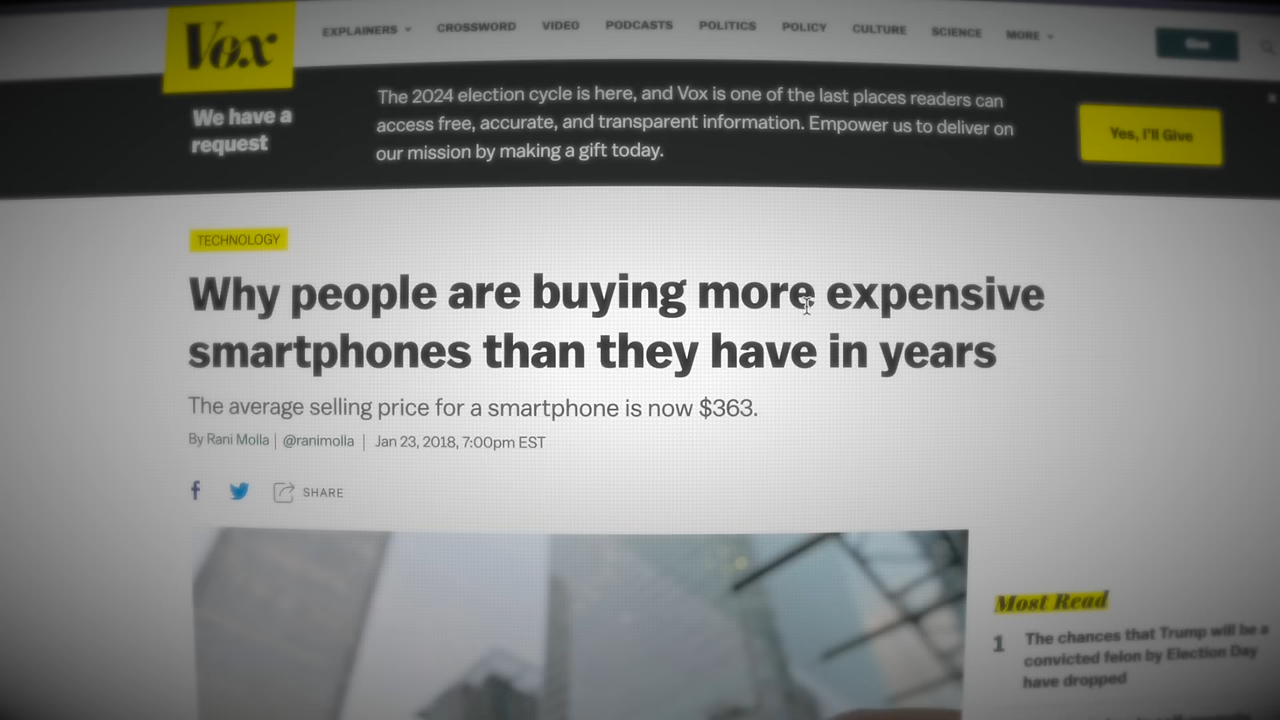 Vox
EXPLAINERS
CROSSWORD
VIDEO
PODCASTS
POLITICS
POLICY
CULTURE
SCIENCE
MORE
Give
We have a
request
The 2024 election cycle is here, and Vox is one of the last places readers can
access free, accurate, and transparent information. Empower us to deliver on
our mission by making a gift today.
Yes, I'll Give
TECHNOLOGY
Why people are buying more expensive
smartphones than they have in years
The average selling price for a smartphone is now $363.
By Rani Molla | @ranimolla | Jan 23, 2018, 7:00pm EST
SHARE
Most Read
1
The chances that Trump will be a
convicted felon by Election Day
have dropped